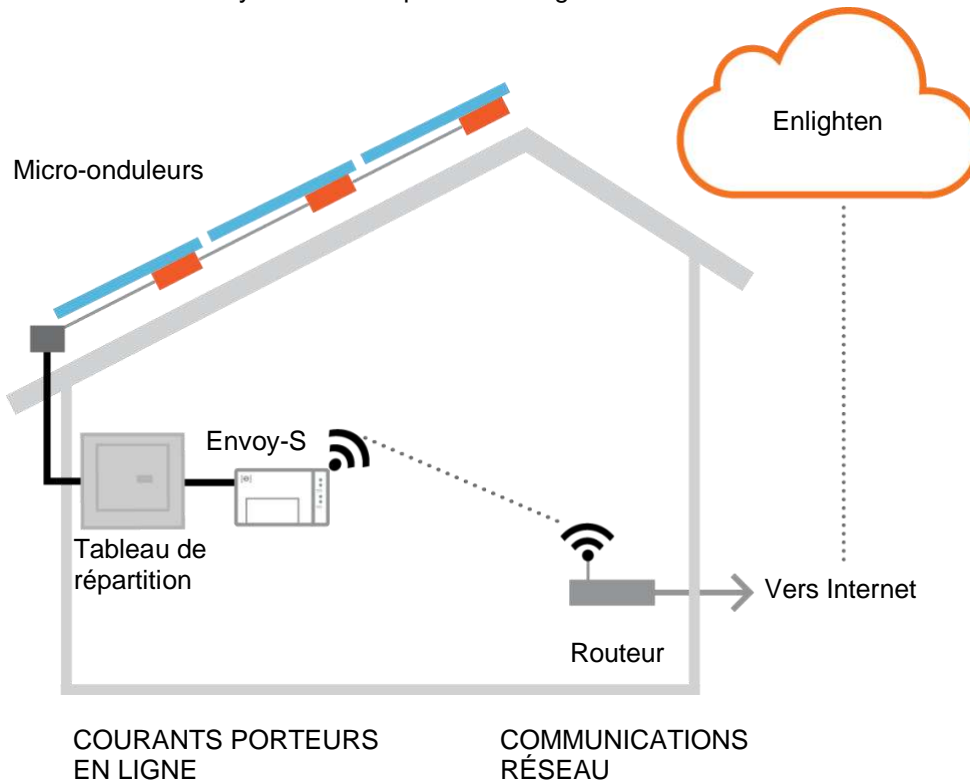 Enlighten
Micro-onduleurs
Envoy-S
Tableau de
répartition
Vers Internet
Routeur
COURANTS PORTEURS
EN LIGNE
COMMUNICATIONS
RÉSEAU